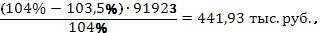 (104% − 103,5%) · 91923
104%
= 441,93 тыс. руб.,